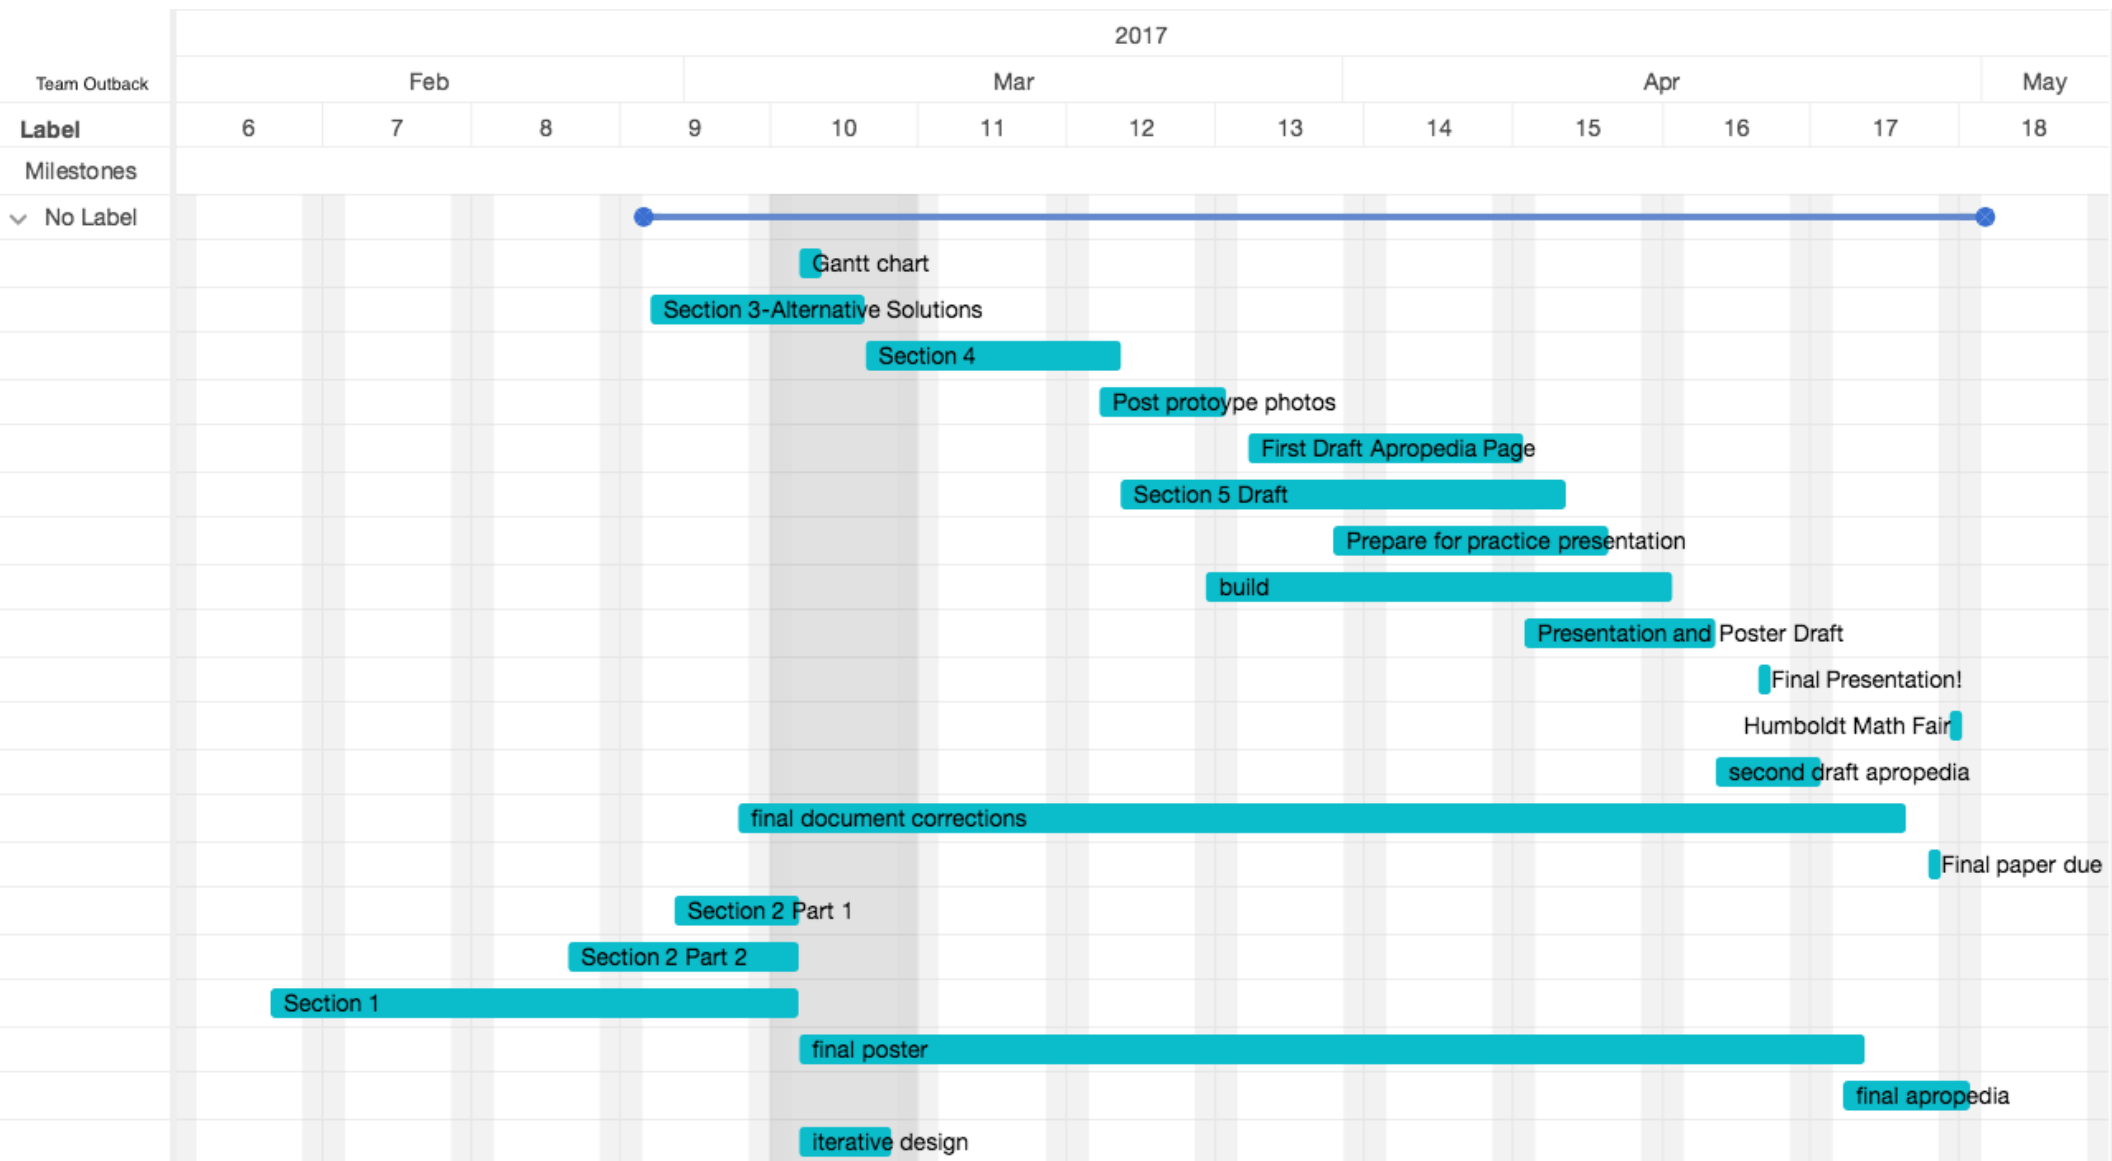 2017
Team Outback Feb Mar Apr May
Label 6 7 8 9 10 11 12 13 14 15 16 17 18
Milestones
No Label
Gantt chart
Section 3-Alternative Solutions
Section 4
Post protoype photos
First Draft Apropedia Page
Section 5 Draft
Prepare for practice presentation
build
Presentation and Poster Draft
Final Presentation!
Humboldt Math Fair
second draft apropedia
final document corrections
Final paper due
Section 2 Part 1
Section 2 Part 2
Section 1
final poster
final apropedia
iterative design